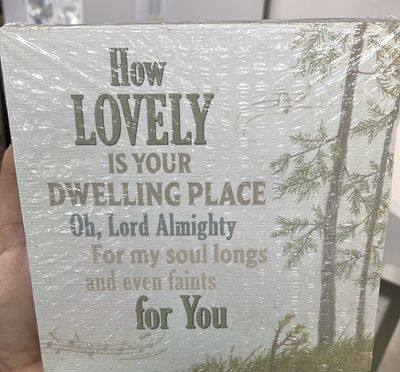 How
LOVELY
IS YOUR
DWELLING PLACE
Oh, Lord Almighty
For my soul longs
and even faints
for You